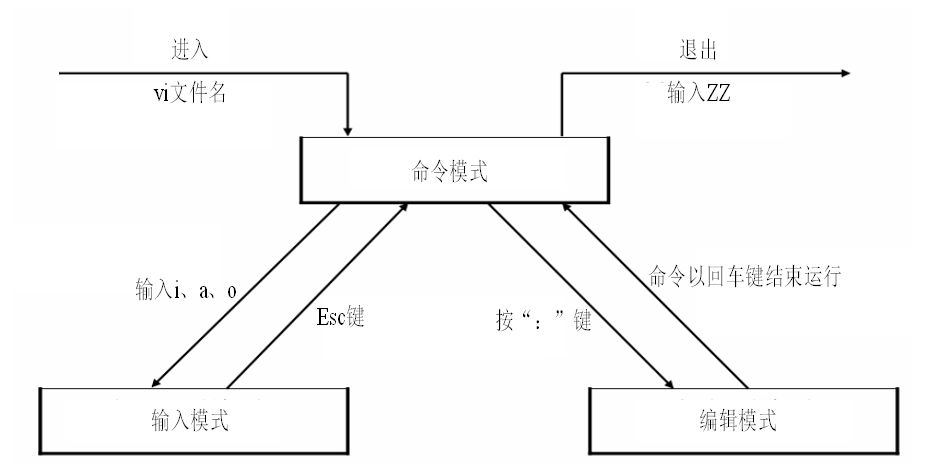 进入
退出
vi文件名
输入ZZ
命令模式
输入i、a、o
Esc键
按“：”键
命令以回车键结束运行
输入模式
编辑模式